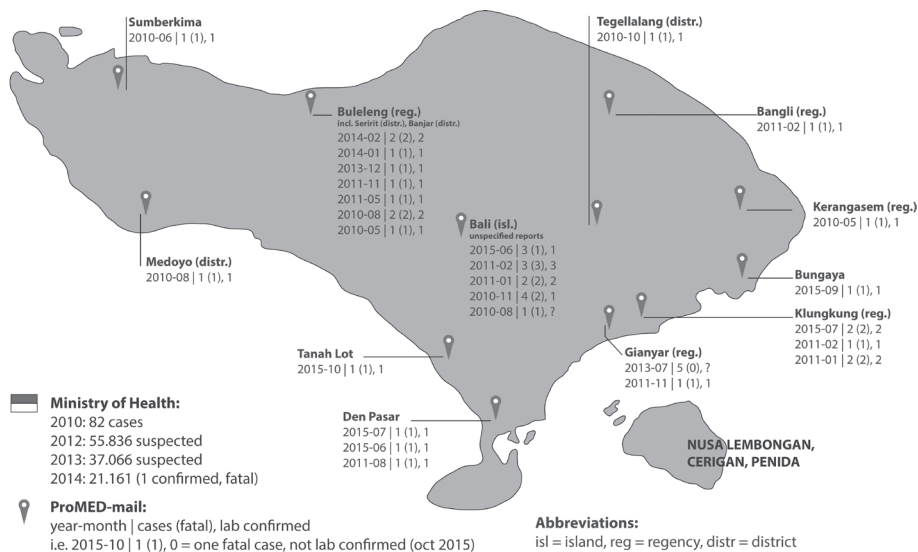 Sumberkima
2010-06 | 1 (1), 1
Tegellalang (distr.)
2010-10 | 1 (1), 1
Buleleng (reg.)
incl. Seririt (distr.), Banjar (distr.)
2014-02 | 2 (2), 2
2014-01 | 1 (1), 1
2013-12 | 1 (1), 1
2011-11 | 1 (1), 1
2011-05 | 1 (1), 1
2010-08 | 2 (2), 2
2010-05 | 1 (1), 1
Bangli (reg.)
2011-02 | 1 (1), 1
Kerangasem (reg.)
2010-05 | 1 (1), 1
Bali (isl.)
unspecified reports
2015-06 | 3 (1), 1
2011-02 | 3 (3), 3
2011-01 | 2 (2), 2
2010-11 | 4 (2), 1
2010-08 | 1 (1), ?
Medoyo (distr.)
2010-08 | 1 (1), 1
Bungaya
2015-09 | 1 (1), 1
Klungkung (reg.)
2015-07 | 2 (2), 2
2011-02 | 1 (1), 1
2011-01 | 2 (2), 2
Tanah Lot
2015-10 | 1 (1), 1
Gianyar (reg.)
2013-07 | 5 (0), ?
2011-11 | 1 (1), 1
Den Pasar
2015-07 | 1 (1), 1
2015-06 | 1 (1), 1
2011-08 | 1 (1), 1
NUSA LEMBONGAN,
CERIGAN, PENIDA
Ministry of Health:
2010: 82 cases
2012: 55.836 suspected
2013: 37.066 suspected
2014: 21.161 (1 confirmed, fatal)
ProMED-mail:
year-month | cases (fatal), lab confirmed
i.e. 2015-10 | 1 (1), 0 = one fatal case, not lab confirmed (oct 2015)
Abbreviations:
isl = island, reg = regency, distr = district